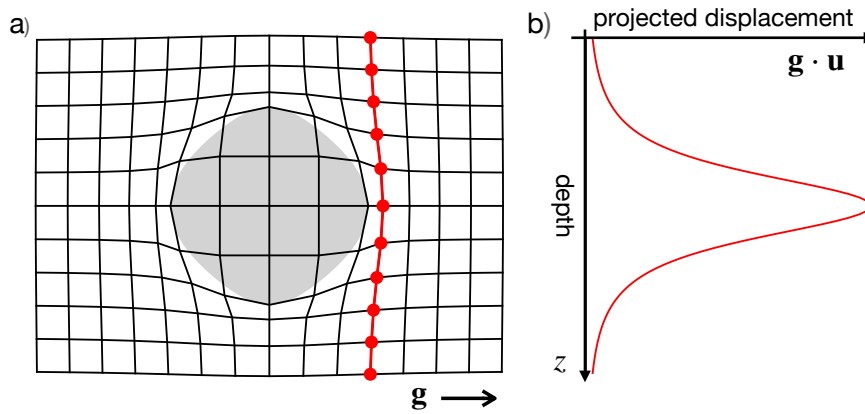 a)
b)
projected displacement
g · u
depth
z
g